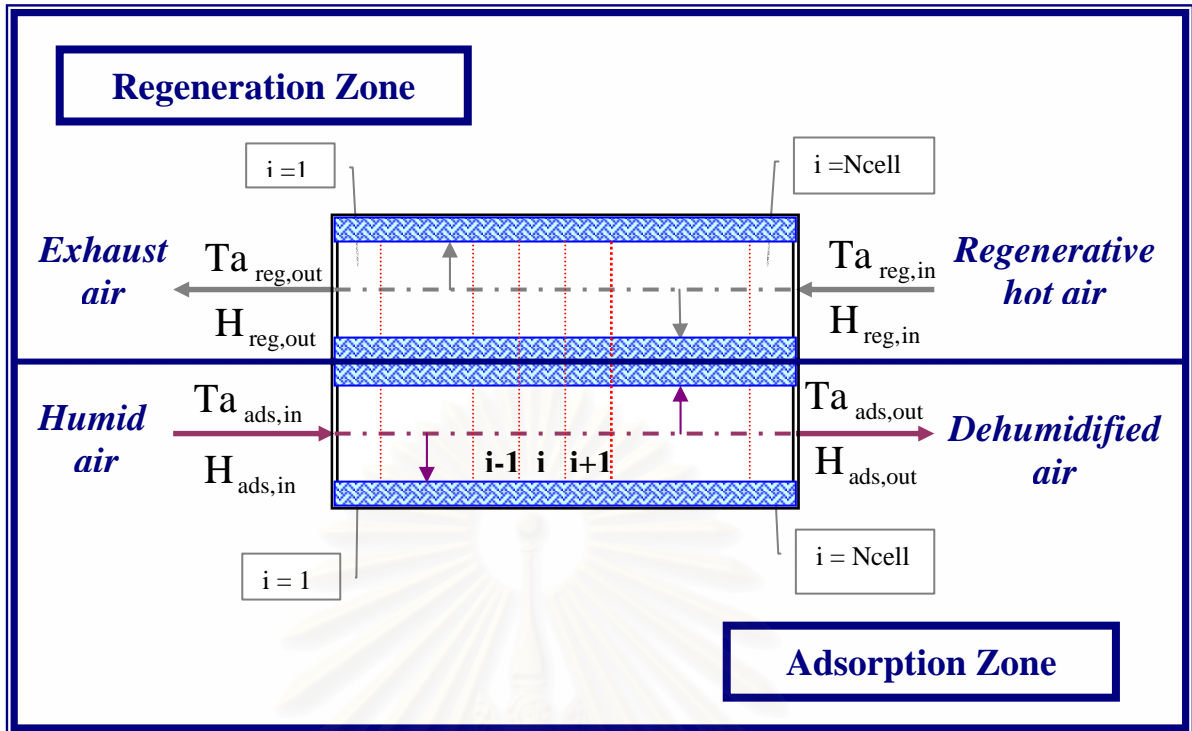 Regeneration Zone
i =1
i =Ncell
Exhaust
air
Ta reg,out
H reg,out
Ta reg,in
H reg,in
Regenerative
hot air
Humid
air
Ta ads,in
H ads,in
i-1 i i+1
Ta ads,out
H ads,out
Dehumidified
air
i = 1
i = Ncell
Adsorption Zone